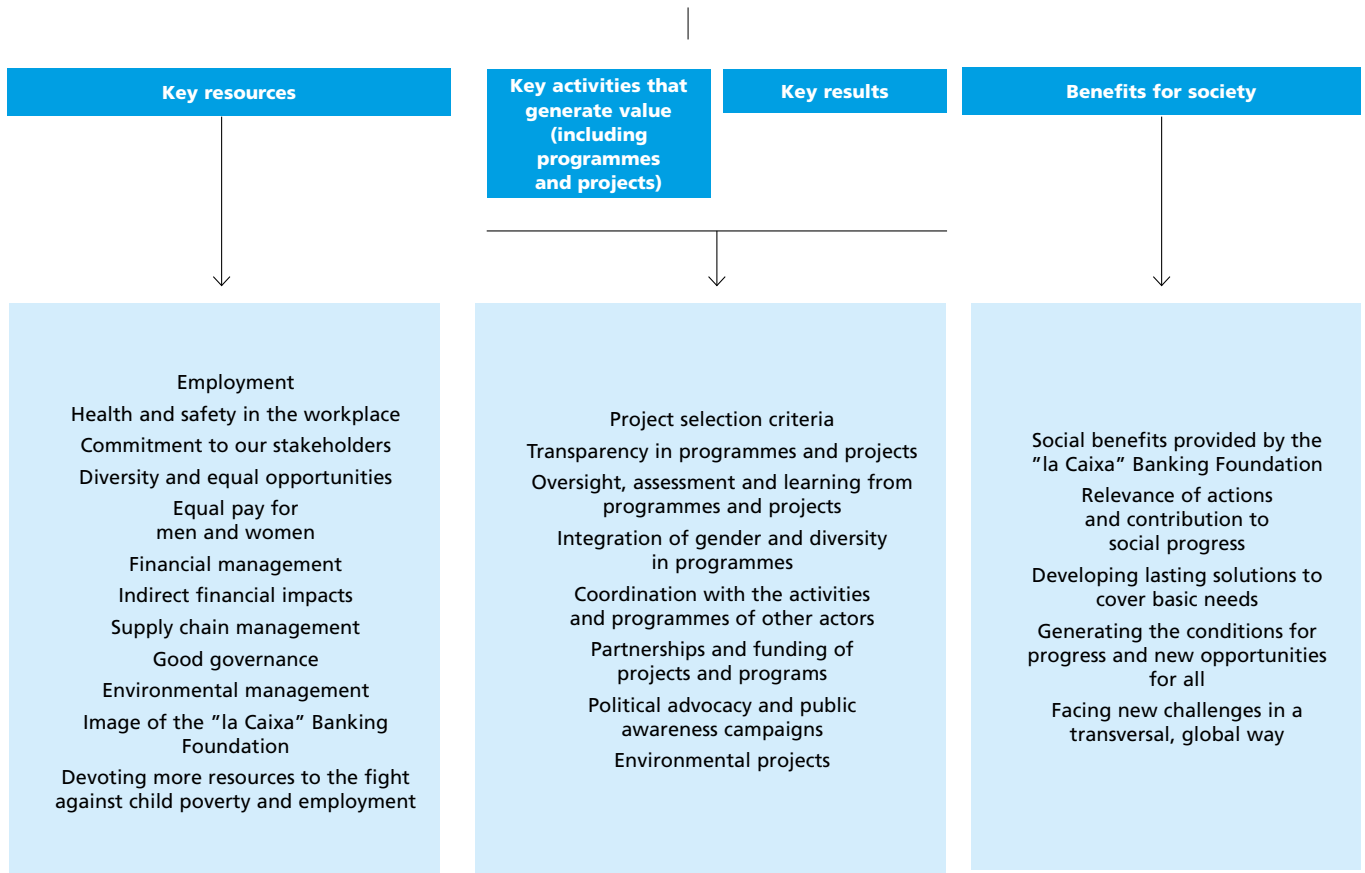 Key resources
Key activities that
generate value
(including
programmes
and projects)
Key results
Benefits for society
Employment
Health and safety in the workplace
Commitment to our stakeholders
Diversity and equal opportunities
Equal pay for
men and women
Financial management
Indirect financial impacts
Supply chain management
Good governance
Environmental management
Image of the ”la Caixa” Banking
Foundation
Devoting more resources to the fight
against child poverty and employment
Project selection criteria
Transparency in programmes and projects
Oversight, assessment and learning from
programmes and projects
Integration of gender and diversity
in programmes
Coordination with the activities
and programmes of other actors
Partnerships and funding of
projects and programs
Political advocacy and public
awareness campaigns
Environmental projects
Social benefits provided by the
”la Caixa” Banking Foundation
Relevance of actions
and contribution to
social progress
Developing lasting solutions to
cover basic needs
Generating the conditions for
progress and new opportunities
for all
Facing new challenges in a
transversal, global way